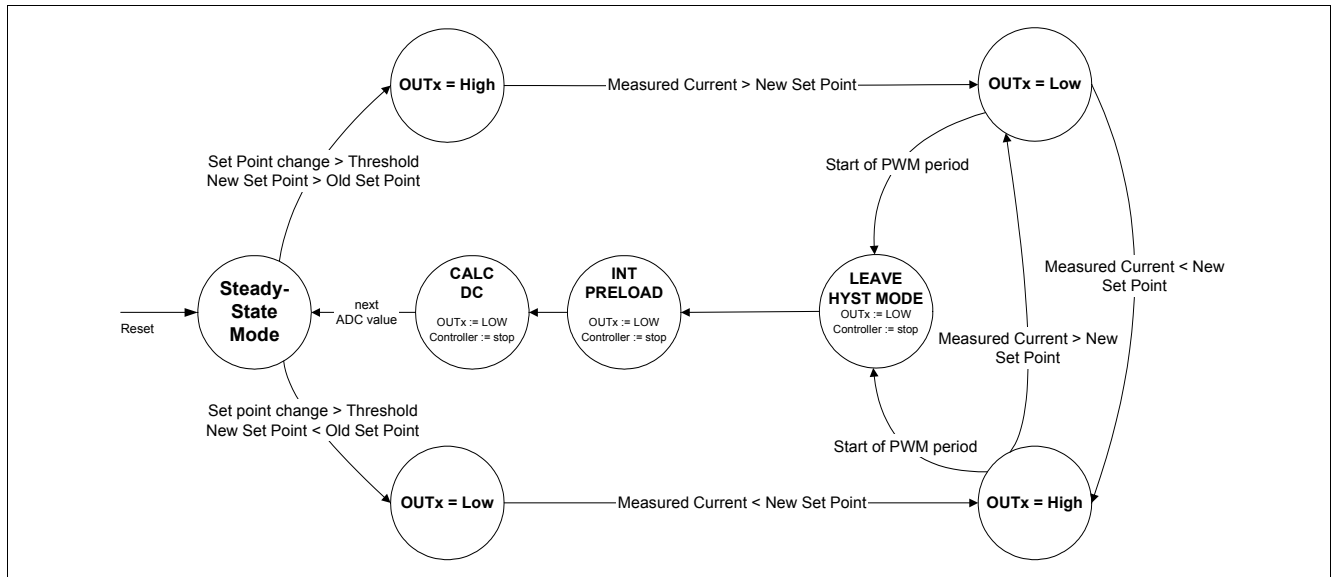 OUTx = High
Measured Current > New Set Point
OUTx = Low
Set Point change > Threshold
New Set Point > Old Set Point
Start of PWM period
Measured Current < New
Set Point
Reset
Steady-
State
Mode
next
ADC value
CALC
DC
OUTx := LOW
Controller := stop
INT
PRELOAD
OUTx := LOW
Controller := stop
LEAVE
HYST MODE
OUTx := LOW
Controller := stop
Measured Current > New
Set Point
Set point change > Threshold
New Set Point < Old Set Point
Start of PWM period
OUTx = Low
Measured Current < New Set Point
OUTx = High